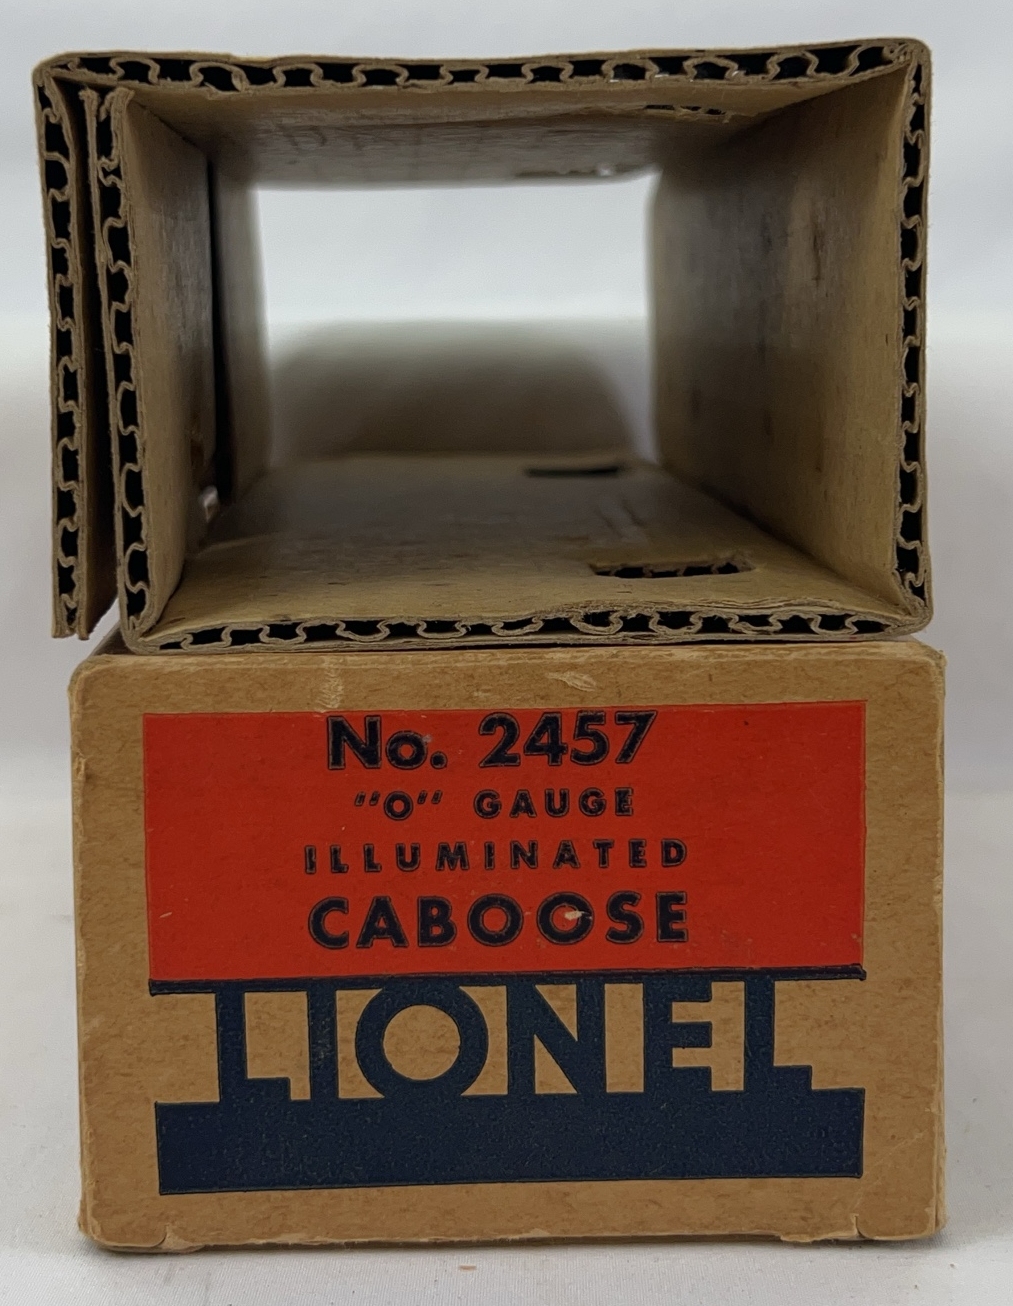 No. 2457
"O" GAUGE
ILLUMINATED
CABOOSE
LIONEL